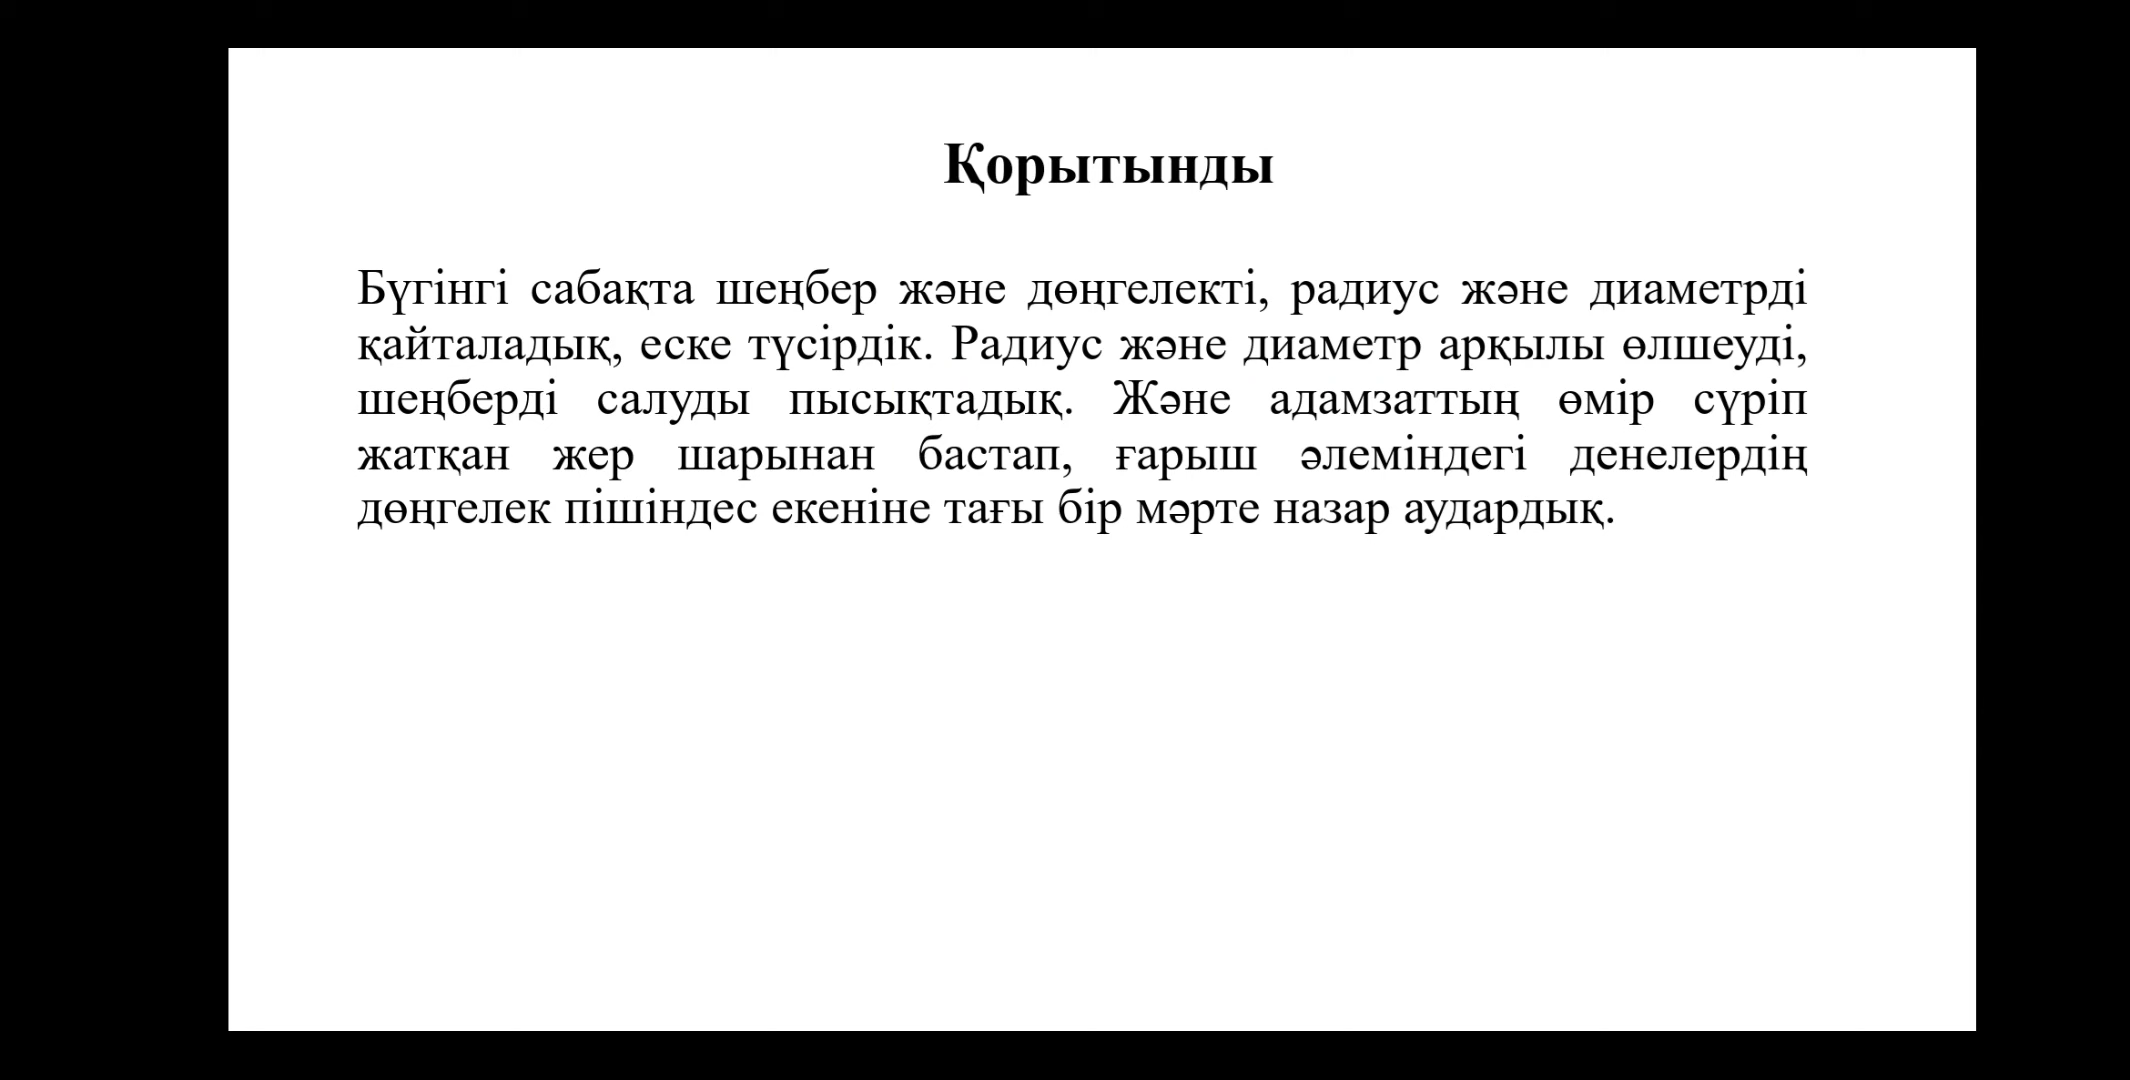 Қорытынды
Бүгінгі сабақта шеңбер және дөңгелекті, радиус және диаметрді
қайталадық, еске түсірдік. Радиус және диаметр арқылы өлшеуді,
шеңберді салуды пысықтадық. Және адамзаттың өмір сүріп
жатқан жер шарынан бастап, ғарыш әлеміндегі денелердің
дөңгелек пішіндес екеніне тағы бір мәрте назар аудардық.